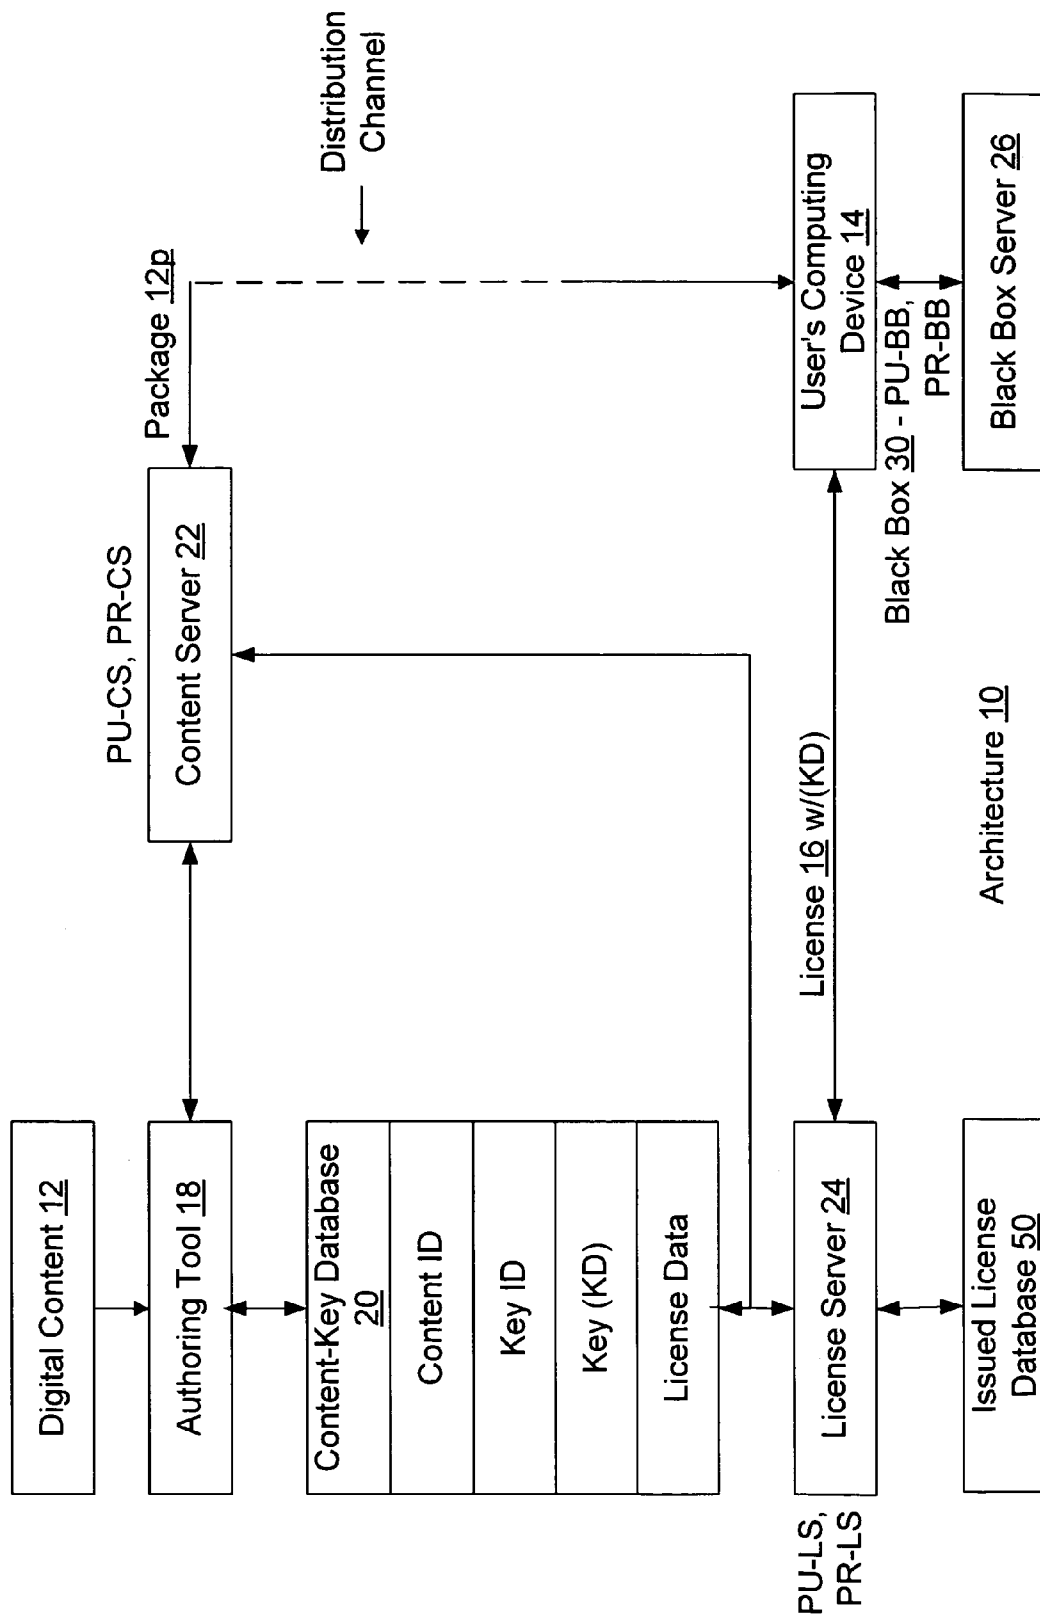 Digital Content 12
Authoring Tool 18
Content-Key Database
20
Content ID
Key ID
Key (KD)
License Data
PU-LS,
PR-LS
License Server 24
Issued License
Database 50
PU-CS, PR-CS
Content Server 22
Package 12p
Distribution
Channel
License 16 w/(KD)
User's Computing
Device 14
Black Box 30 - PU-BB,
PR-BB
Black Box Server 26
Architecture 10